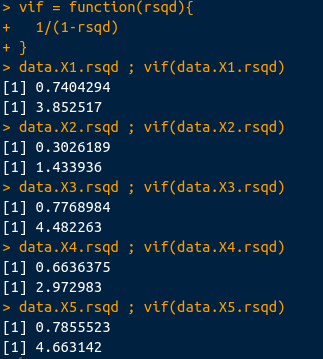 > vif = function(rsqd){
+   1/(1-rsqd)
+ }
> data.X1.rsqd ; vif(data.X1.rsqd)
[1] 0.7404294
[1] 3.852517
> data.X2.rsqd ; vif(data.X2.rsqd)
[1] 0.3026189
[1] 1.433936
> data.X3.rsqd ; vif(data.X3.rsqd)
[1] 0.7768984
[1] 4.482263
> data.X4.rsqd ; vif(data.X4.rsqd)
[1] 0.6636375
[1] 2.972983
> data.X5.rsqd ; vif(data.X5.rsqd)
[1] 0.7855523
[1] 4.663142